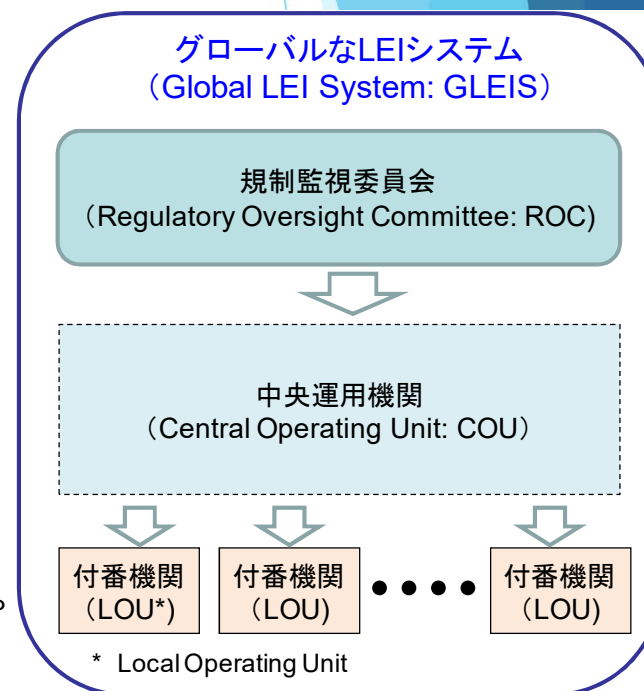 グローバルなLEIシステム
（Global LEI System: GLEIS）
規制監視委員会
（Regulatory Oversight Committee: ROC)
中央運用機関
（Central Operating Unit: COU）
付番機関
（LOU*)
付番機関
（LOU)
付番機関
（LOU)
。
* Local Operating Unit